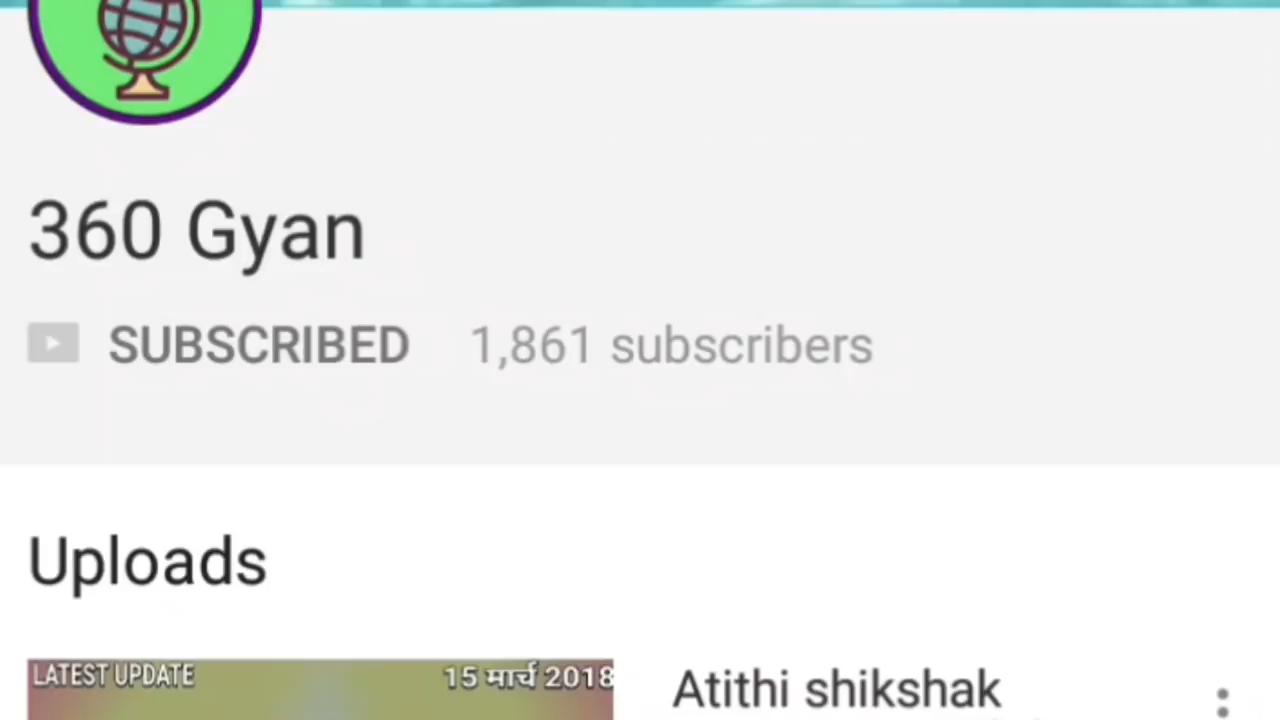 360 Gyan
SUBSCRIBED 1,861 subscribers
Uploads
LATEST UPDATE 15 मार्च 2018
Atithi shikshak